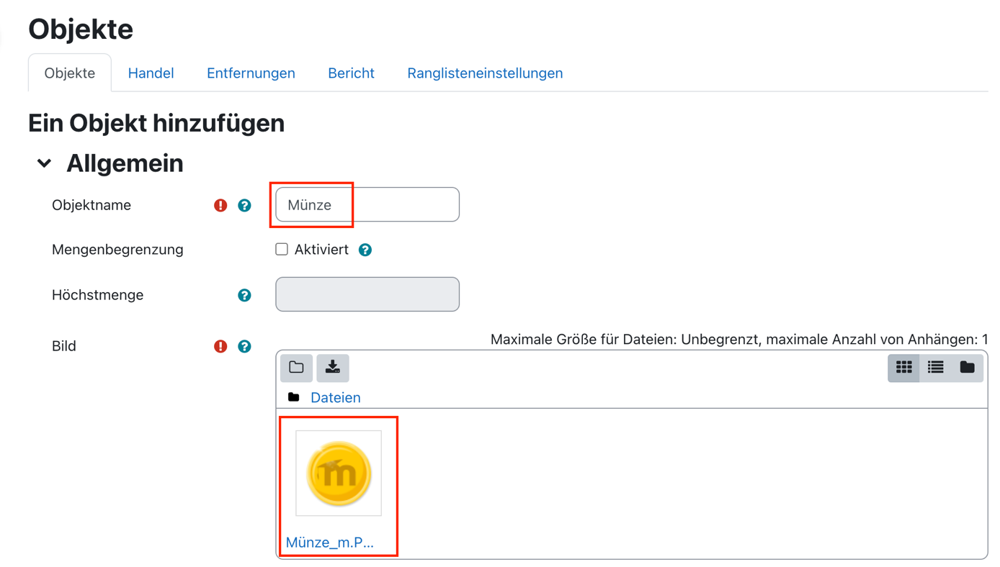 Objekte
Objekte Handel Entfernungen Bericht Ranglisteneinstellungen
Ein Objekt hinzufügen
Allgemein
Objektname ! ? Münze
Mengenbegrenzung Aktiviert ?
Höchstmenge ?
Maximale Größe für Dateien: Unbegrenzt, maximale Anzahl von Anhängen: 1
Bild ! ?
Dateien
m
Münze_m.P...